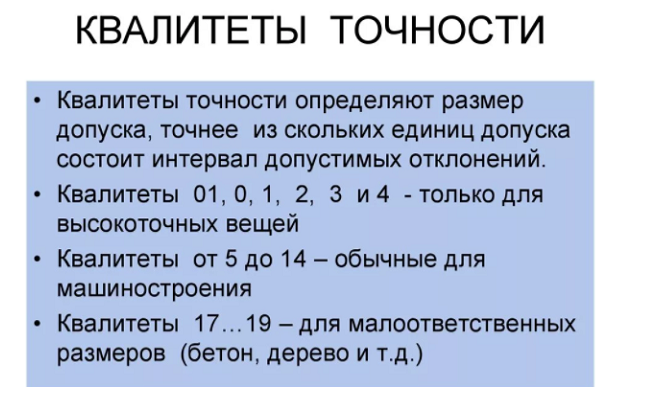 КВАЛИТЕТЫ ТОЧНОСТИ
• Квалитеты точности определяют размер
допуска, точнее из скольких единиц допуска
состоит интервал допустимых отклонений.
• Квалитеты 01, 0, 1, 2, 3 и 4 - только для
высокоточных вещей
• Квалитеты от 5 до 14 – обычные для
машиностроения
• Квалитеты 17…19 – для малоответственных
размеров (бетон, дерево и т.д.)